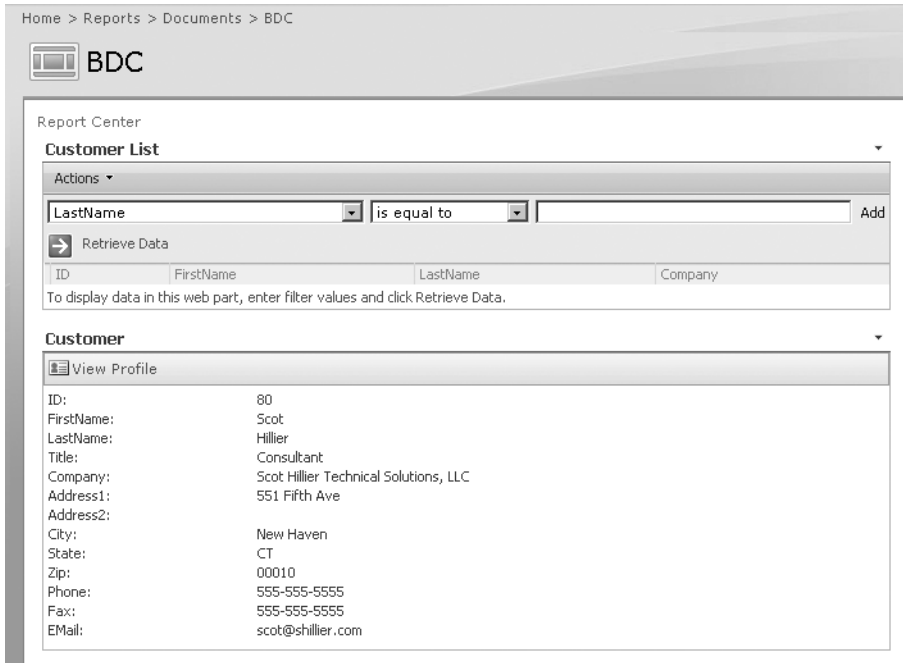 Home > Reports > Documents > BDC
BDC
Report Center
Customer List
Actions
LastName is equal to Add
Retrieve Data
ID FirstName LastName Company
To display data in this web part, enter filter values and click Retrieve Data.
Customer
View Profile
ID: 80
FirstName: Scot
LastName: Hillier
Title: Consultant
Company: Scot Hillier Technical Solutions, LLC
Address1: 551 Fifth Ave
Address2:
City: New Haven
State: CT
Zip: 00010
Phone: 555-555-5555
Fax: 555-555-5555
EMail: scot@shillier.com